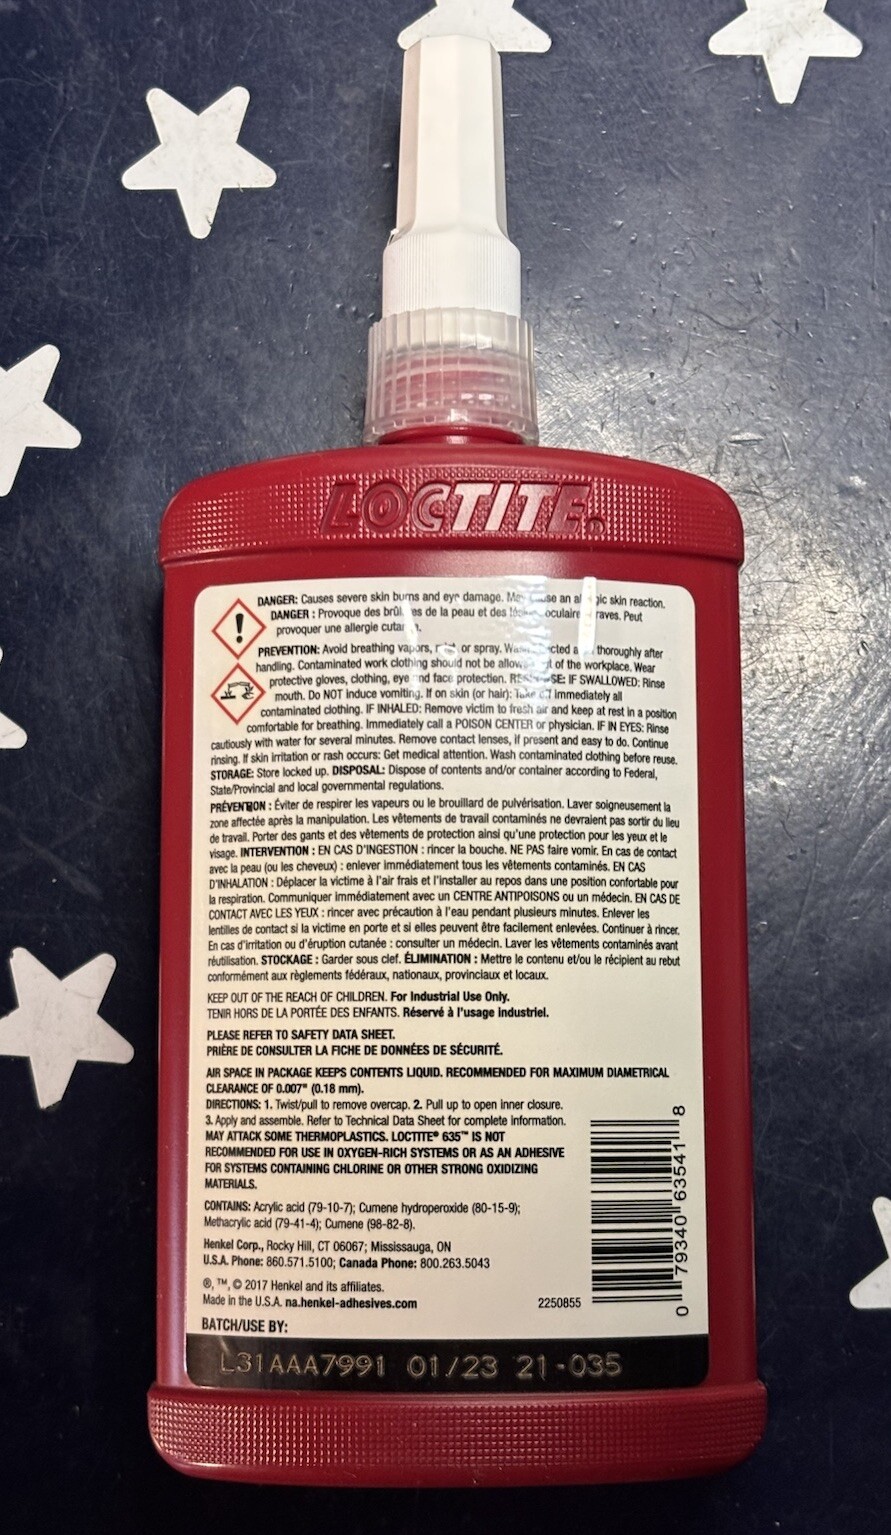 LOCTITE
DANGER: Causes severe skin burns and eye damage. May cause an allergic skin reaction.
DANGER : Provoque des brûlures de la peau et des lésions oculaires graves. Peut
provoquer une allergie cutanée.
PREVENTION: Avoid breathing vapors, mist, or spray. Wash affected area thoroughly after
handling. Contaminated work clothing should not be allowed out of the workplace. Wear
protective gloves, clothing, eye and face protection. RESPONSE: IF SWALLOWED: Rinse
mouth. Do NOT induce vomiting. If on skin (or hair): Take off immediately all
contaminated clothing. IF INHALED: Remove victim to fresh air and keep at rest in a position
comfortable for breathing. Immediately call a POISON CENTER or physician. IF IN EYES: Rinse
cautiously with water for several minutes. Remove contact lenses, if present and easy to do. Continue
rinsing. If skin irritation or rash occurs: Get medical attention. Wash contaminated clothing before reuse.
STORAGE: Store locked up. DISPOSAL: Dispose of contents and/or container according to Federal,
State/Provincial and local governmental regulations.
PRÉVENTION : Éviter de respirer les vapeurs ou le brouillard de pulvérisation. Laver soigneusement la
zone affectée après la manipulation. Les vêtements de travail contaminés ne devraient pas sortir du lieu
de travail. Porter des gants et des vêtements de protection ainsi qu'une protection pour les yeux et le
visage. INTERVENTION : EN CAS D'INGESTION : rincer la bouche. NE PAS faire vomir. En cas de contact
avec la peau (ou les cheveux) : enlever immédiatement tous les vêtements contaminés. EN CAS
D'INHALATION : Déplacer la victime à l'air frais et l'installer au repos dans une position confortable pour
la respiration. Communiquer immédiatement avec un CENTRE ANTIPOISONS ou un médecin. EN CAS DE
CONTACT AVEC LES YEUX : rincer avec précaution à l'eau pendant plusieurs minutes. Enlever les
lentilles de contact si la victime en porte et si elles peuvent être facilement enlevées. Continuer à rincer.
En cas d'irritation ou d'éruption cutanée : consulter un médecin. Laver les vêtements contaminés avant
réutilisation. STOCKAGE : Garder sous clef. ÉLIMINATION : Mettre le contenu et/ou le récipient au rebut
conformément aux règlements fédéraux, nationaux, provinciaux et locaux.
KEEP OUT OF THE REACH OF CHILDREN. For Industrial Use Only.
TENIR HORS DE LA PORTÉE DES ENFANTS. Réservé à l'usage industriel.
PLEASE REFER TO SAFETY DATA SHEET.
PRIÈRE DE CONSULTER LA FICHE DE DONNÉES DE SÉCURITÉ.
AIR SPACE IN PACKAGE KEEPS CONTENTS LIQUID. RECOMMENDED FOR MAXIMUM DIAMETRICAL
CLEARANCE OF 0.007" (0.18 mm).
DIRECTIONS: 1. Twist/pull to remove overcap. 2. Pull up to open inner closure.
3. Apply and assemble. Refer to Technical Data Sheet for complete information.
MAY ATTACK SOME THERMOPLASTICS. LOCTITE® 635™ IS NOT
RECOMMENDED FOR USE IN OXYGEN-RICH SYSTEMS OR AS AN ADHESIVE
FOR SYSTEMS CONTAINING CHLORINE OR OTHER STRONG OXIDIZING
MATERIALS.
CONTAINS: Acrylic acid (79-10-7); Cumene hydroperoxide (80-15-9);
Methacrylic acid (79-41-4); Cumene (98-82-8).
Henkel Corp., Rocky Hill, CT 06067; Mississauga, ON
U.S.A. Phone: 860.571.5100; Canada Phone: 800.263.5043
®, ™, © 2017 Henkel and its affiliates.
Made in the U.S.A. na.henkel-adhesives.com
2250855
0 79340 63541 8
BATCH/USE BY:
L31AAA7991 01/23 21-035